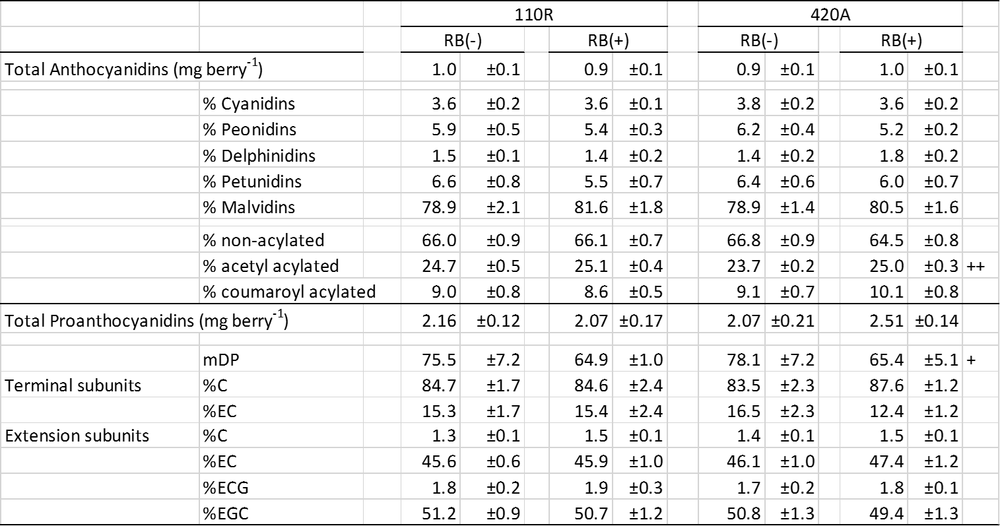 110R 420A
RB(-) RB(+) RB(-) RB(+)
Total Anthocyanidins (mg berry-1) 1.0 ±0.1 0.9 ±0.1 0.9 ±0.1 1.0 ±0.1
% Cyanidins 3.6 ±0.2 3.6 ±0.1 3.8 ±0.2 3.6 ±0.2
% Peonidins 5.9 ±0.5 5.4 ±0.3 6.2 ±0.4 5.2 ±0.2
% Delphinidins 1.5 ±0.1 1.4 ±0.2 1.4 ±0.2 1.8 ±0.2
% Petunidins 6.6 ±0.8 5.5 ±0.7 6.4 ±0.6 6.0 ±0.7
% Malvidins 78.9 ±2.1 81.6 ±1.8 78.9 ±1.4 80.5 ±1.6
% non-acylated 66.0 ±0.9 66.1 ±0.7 66.8 ±0.9 64.5 ±0.8
% acetyl acylated 24.7 ±0.5 25.1 ±0.4 23.7 ±0.2 25.0 ±0.3 ++
% coumaroyl acylated 9.0 ±0.8 8.6 ±0.5 9.1 ±0.7 10.1 ±0.8
Total Proanthocyanidins (mg berry-1) 2.16 ±0.12 2.07 ±0.17 2.07 ±0.21 2.51 ±0.14
mDP 75.5 ±7.2 64.9 ±1.0 78.1 ±7.2 65.4 ±5.1 +
Terminal subunits %C 84.7 ±1.7 84.6 ±2.4 83.5 ±2.3 87.6 ±1.2
%EC 15.3 ±1.7 15.4 ±2.4 16.5 ±2.3 12.4 ±1.2
Extension subunits %C 1.3 ±0.1 1.5 ±0.1 1.4 ±0.1 1.5 ±0.1
%EC 45.6 ±0.6 45.9 ±1.0 46.1 ±1.0 47.4 ±1.2
%ECG 1.8 ±0.2 1.9 ±0.3 1.7 ±0.2 1.8 ±0.1
%EGC 51.2 ±0.9 50.7 ±1.2 50.8 ±1.3 49.4 ±1.3